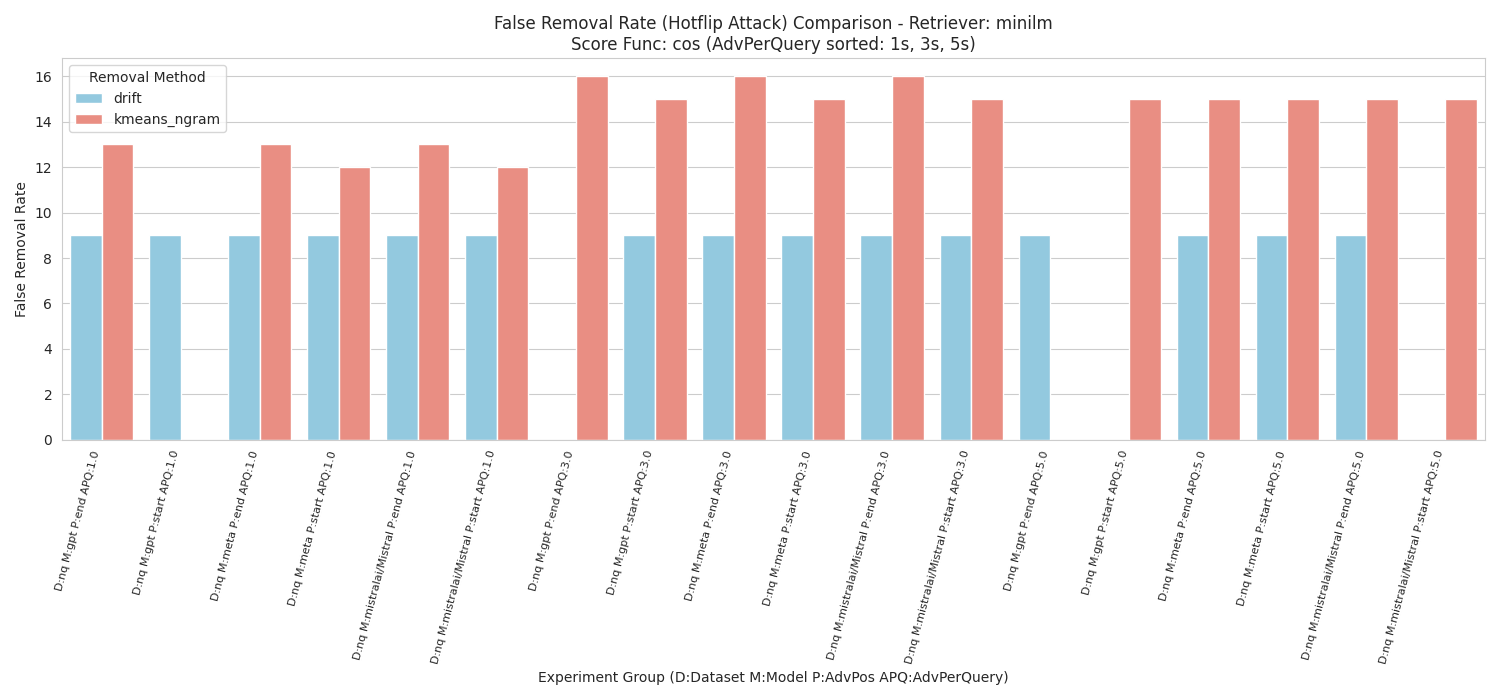 False Removal Rate (Hotflip Attack) Comparison - Retriever: minilm
Score Func: cos (AdvPerQuery sorted: 1s, 3s, 5s)
Removal Method
drift
kmeans_ngram
False Removal Rate
16
14
12
10
8
6
4
2
0
D:nq M:gpt P:end APQ:1.0
D:nq M:gpt P:start APQ:1.0
D:nq M:meta P:end APQ:1.0
D:nq M:meta P:start APQ:1.0
D:nq M:mistralai/Mistral P:end APQ:1.0
D:nq M:mistralai/Mistral P:start APQ:1.0
D:nq M:gpt P:end APQ:3.0
D:nq M:gpt P:start APQ:3.0
D:nq M:meta P:end APQ:3.0
D:nq M:meta P:start APQ:3.0
D:nq M:mistralai/Mistral P:end APQ:3.0
D:nq M:mistralai/Mistral P:start APQ:3.0
D:nq M:gpt P:end APQ:5.0
D:nq M:gpt P:start APQ:5.0
D:nq M:meta P:end APQ:5.0
D:nq M:meta P:start APQ:5.0
D:nq M:mistralai/Mistral P:end APQ:5.0
D:nq M:mistralai/Mistral P:start APQ:5.0
Experiment Group (D:Dataset M:Model P:AdvPos APQ:AdvPerQuery)